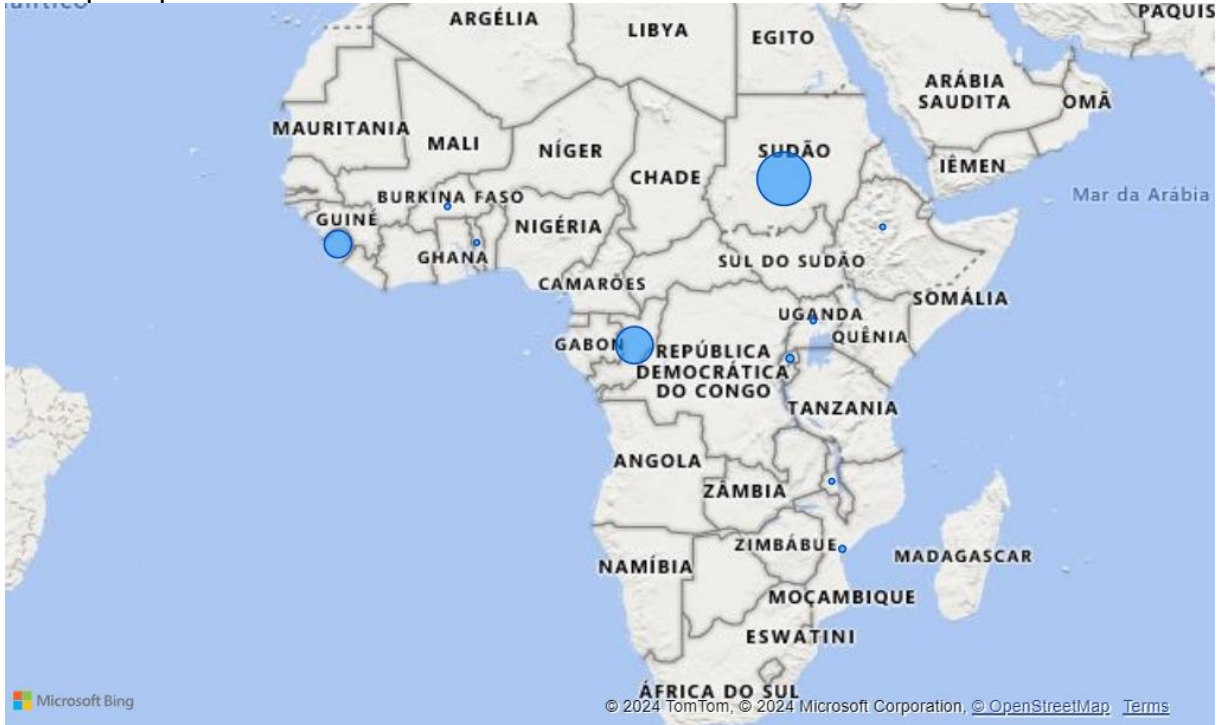 ARGÉLIA
LIBYA
EGITO
PAQUIS
ARÁBIA
SAUDITA
OMÃ
MAURITANIA
MALI
NÍGER
CHADE
SUDÃO
IÊMEN
Mar da Arábia
BURKINA FASO
GUINÉ
NIGÉRIA
GHANA
SUL DO SUDÃO
CAMARÕES
SOMÁLIA
UGANDA
QUÊNIA
GABON
REPÚBLICA
DEMOCRÁTICA
DO CONGO
TANZANIA
ANGOLA
ZÂMBIA
ZIMBÁBUE
MADAGASCAR
NAMÍBIA
MOÇAMBIQUE
ESWATINI
ÁFRICA DO SUL
Microsoft Bing
© 2024 TomTom, © 2024 Microsoft Corporation, © OpenStreetMap Terms